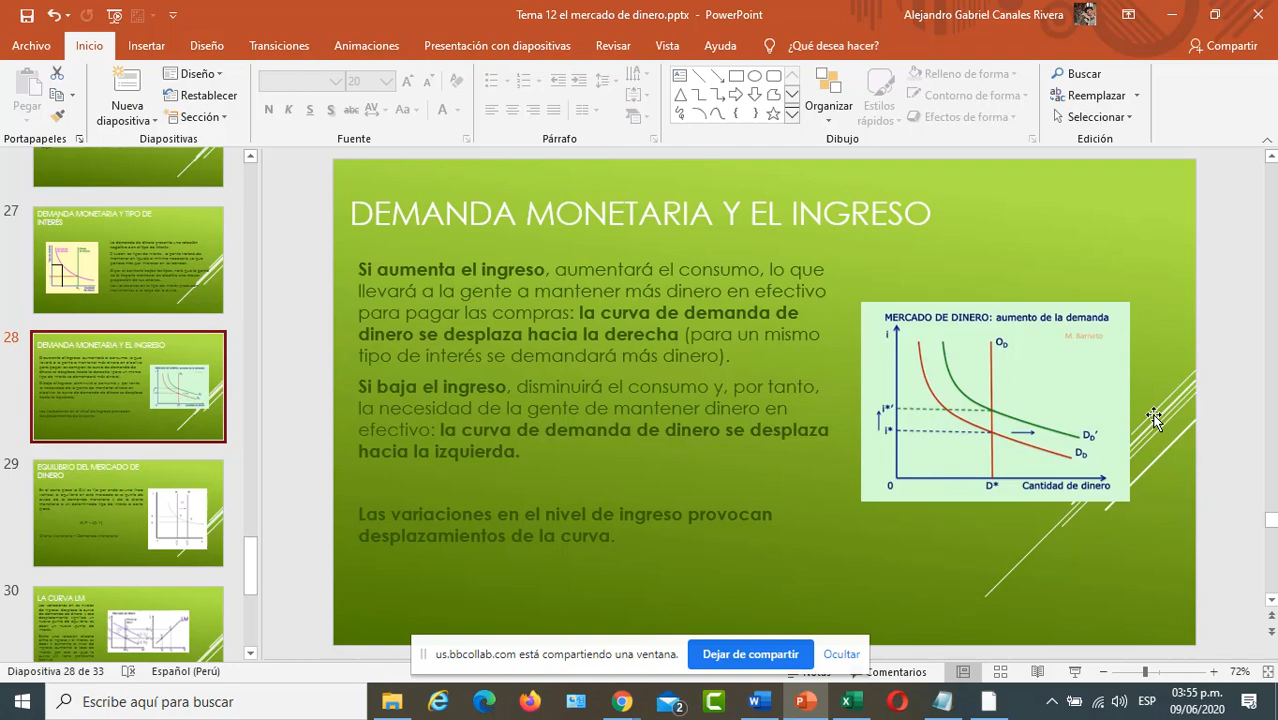 Tema 12 el mercado de dinero.pptx - PowerPoint
Alejandro Gabriel Canales Rivera
Archivo Inicio Insertar Diseño Transiciones Animaciones Presentación con diapositivas Revisar Vista Ayuda ¿Qué desea hacer? Compartir
Pegar
Nueva
diapositiva
Diseño
Restablecer
Sección
20
N K S S abc AV Aa A
Organizar
Estilos
rápidos
Relleno de forma
Contorno de forma
Efectos de forma
Buscar
Reemplazar
Seleccionar
Portapapeles Diapositivas Fuente Párrafo Dibujo Edición
27
DEMANDA MONETARIA Y TIPO DE
INTERÉS
28
DEMANDA MONETARIA Y EL INGRESO
29
EQUILIBRIO DEL MERCADO DE
DINERO
30
LA CURVA LM
DEMANDA MONETARIA Y EL INGRESO
Si aumenta el ingreso, aumentará el consumo, lo que
llevará a la gente a mantener más dinero en efectivo
para pagar las compras: la curva de demanda de
dinero se desplaza hacia la derecha (para un mismo
tipo de interés se demandará más dinero).
Si baja el ingreso, disminuirá el consumo y, por tanto,
la necesidad de la gente de mantener dinero en
efectivo: la curva de demanda de dinero se desplaza
hacia la izquierda.
Las variaciones en el nivel de ingreso provocan
desplazamientos de la curva.
MERCADO DE DINERO: aumento de la demanda
M. Barneto
i
OD
i*'
i*
DD'
DD
0
D*
Cantidad de dinero
us.bbcollab.com está compartiendo una ventana.
Dejar de compartir
Ocultar
Diapositiva 28 de 33
Español (Perú)
Notas
Comentarios
72%
Escribe aquí para buscar
2
ESP
03:55 p.m.
09/06/2020